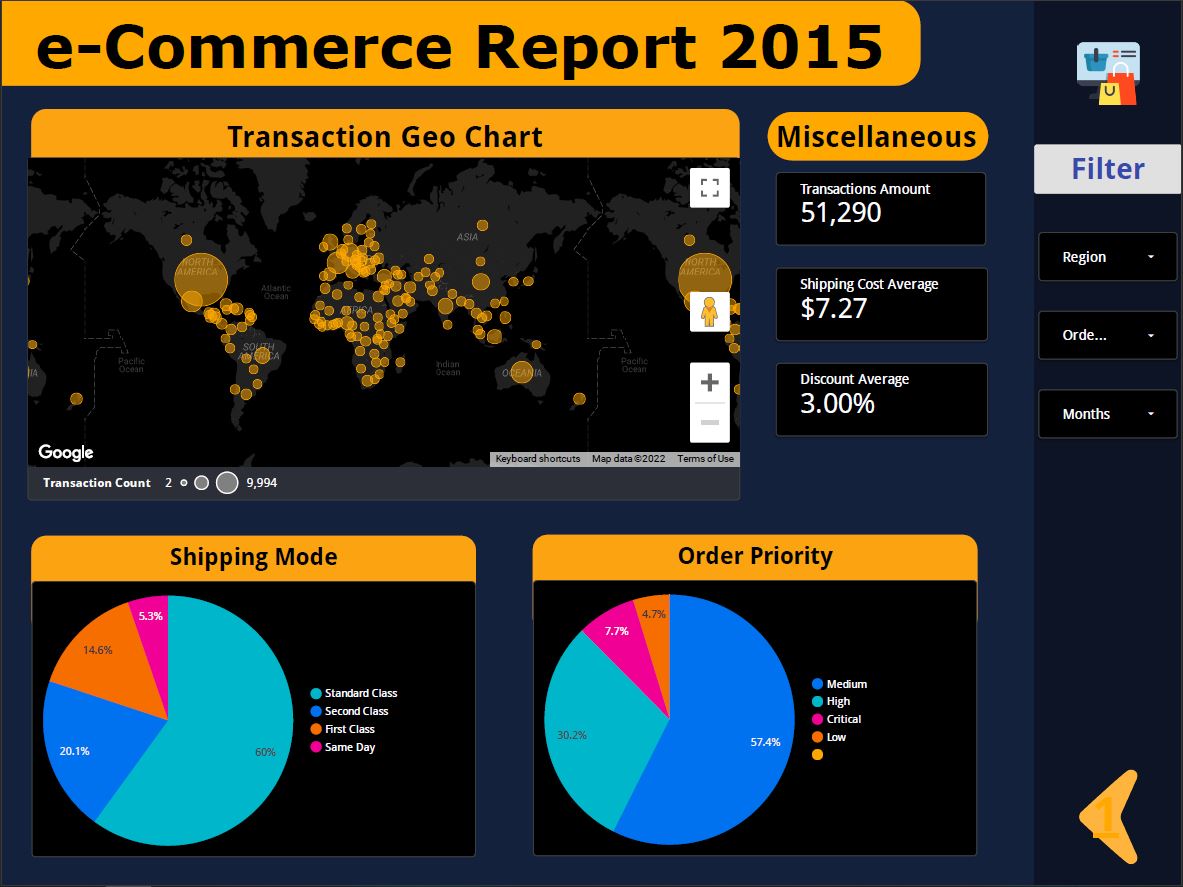 e-Commerce Report 2015
Transaction Geo Chart
Miscellaneous
Filter
Transactions Amount
51,290
Shipping Cost Average
$7.27
Discount Average
3.00%
Region
Orde...
Months
ASIA
NORTH
AMERICA
NORTH
AMERICA
Atlantic
Ocean
AFRICA
SOUTH
AMERICA
Pacific
Ocean
Indian
Ocean
OCEANIA
Pacific
Ocean
IA
Google
Keyboard shortcuts Map data ©2022 Terms of Use
Transaction Count 2 9,994
Shipping Mode
5.3%
14.6%
20.1%
60%
Standard Class
Second Class
First Class
Same Day
Order Priority
4.7%
7.7%
30.2%
57.4%
Medium
High
Critical
Low
1